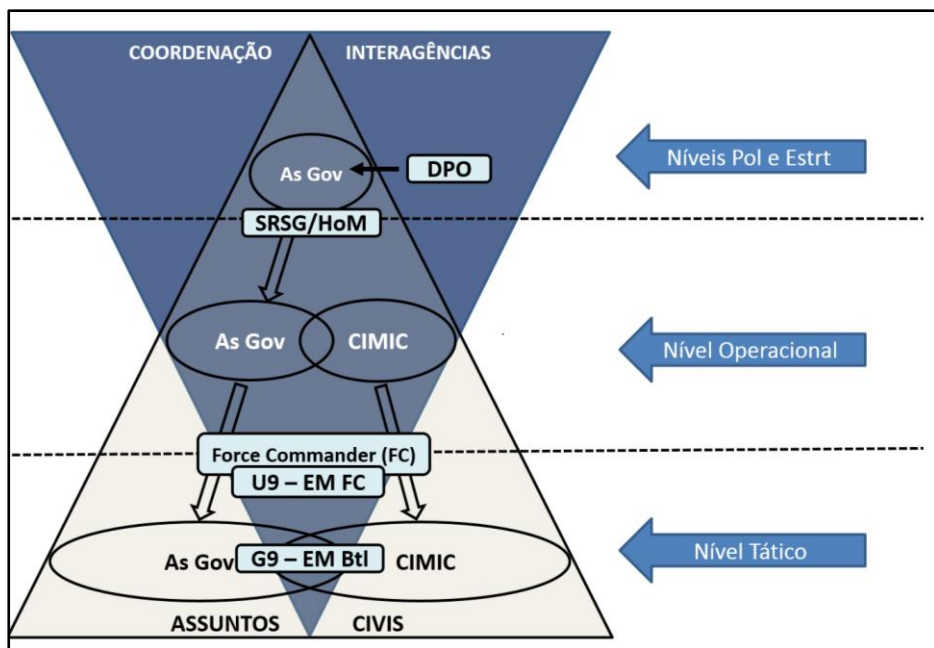 COORDENAÇÃO INTERAGÊNCIAS
As Gov
DPO
Níveis Pol e Estrt
SRSG/HoM
As Gov
CIMIC
Nível Operacional
Force Commander (FC)
U9 – EM FC
As Gov
G9 – EM Btl
CIMIC
Nível Tático
ASSUNTOS CIVIS